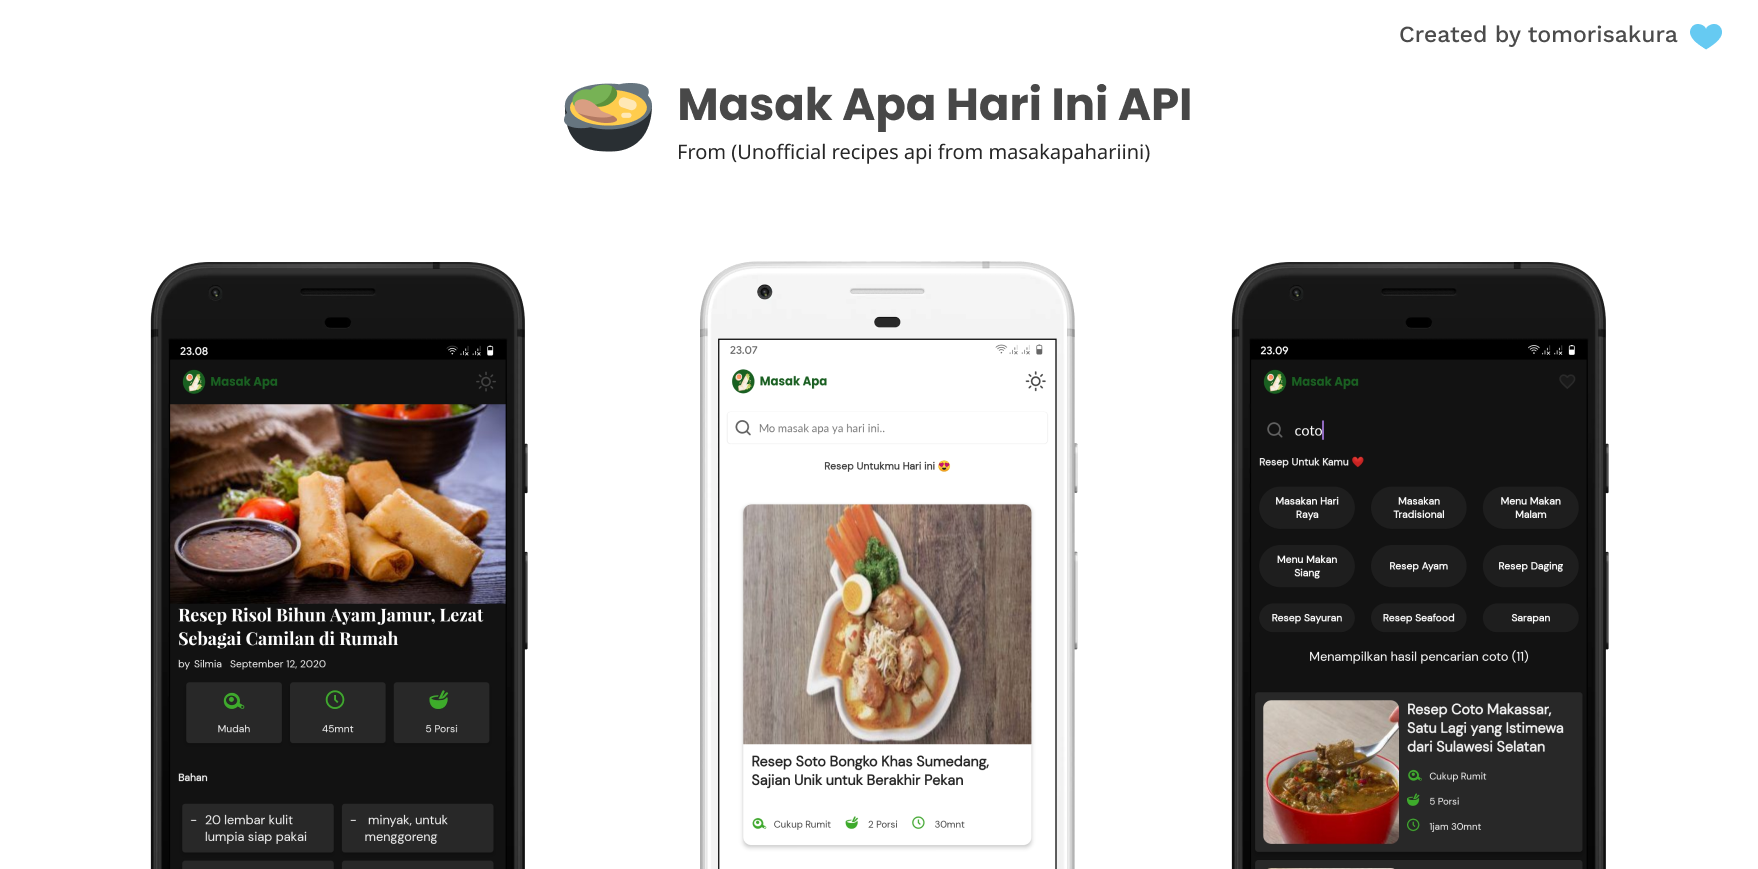 Created by tomorisakura
Masak Apa Hari Ini API
From (Unofficial recipes api from masakapahariini)
23.08
Masak Apa
Resep Risol Bihun Ayam Jamur, Lezat
Sebagai Camilan di Rumah
by Silmia September 12, 2020
Mudah
45mnt
5 Porsi
Bahan
- 20 lembar kulit
lumpia siap pakai
- minyak, untuk
menggoreng
23.07
Masak Apa
Mo masak apa ya hari ini..
Resep Untukmu Hari ini 😍
Resep Soto Bongko Khas Sumedang,
Sajian Unik untuk Berakhir Pekan
Cukup Rumit
2 Porsi
30mnt
23.09
Masak Apa
coto
Resep Untuk Kamu ❤️
Masakan Hari
Raya
Masakan
Tradisional
Menu Makan
Malam
Menu Makan
Siang
Resep Ayam
Resep Daging
Resep Sayuran
Resep Seafood
Sarapan
Menampilkan hasil pencarian coto (11)
Resep Coto Makassar,
Satu Lagi yang Istimewa
dari Sulawesi Selatan
Cukup Rumit
5 Porsi
1jam 30mnt